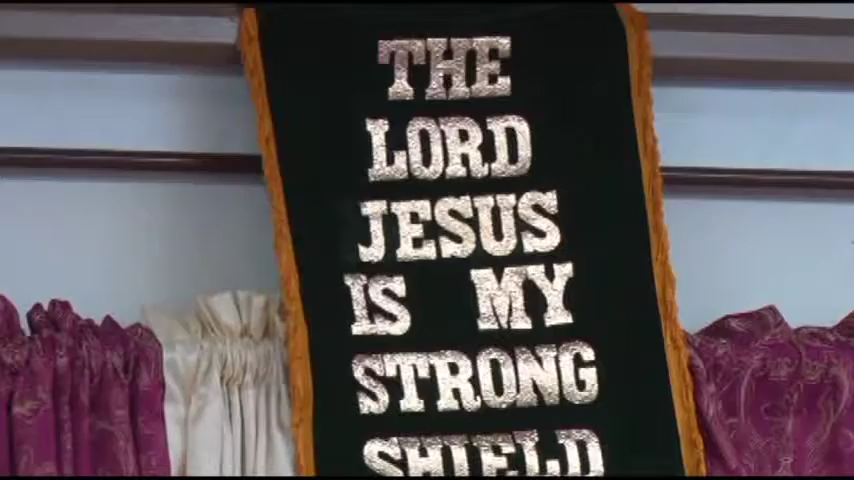 THE
LORD
JESUS
IS MY
STRONG
SHIELD